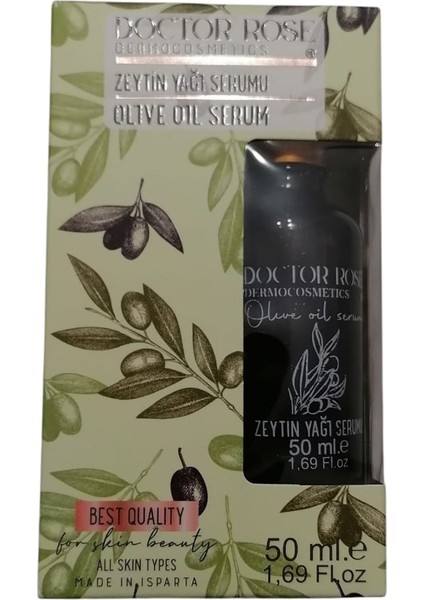 DOCTOR ROSE
DERMOCOSMETICS
®
ZEYTİN YAĞI SERUMU
OLIVE OIL SERUM
DOCTOR ROSE
DERMOCOSMETICS
Olive oil serum
ZEYTİN YAĞI SERUMU
50 ml.e
1,69 Fl.oz
BEST QUALITY
for skin beauty
ALL SKIN TYPES
MADE IN ISPARTA
50 ml.e
1,69 Fl.oz